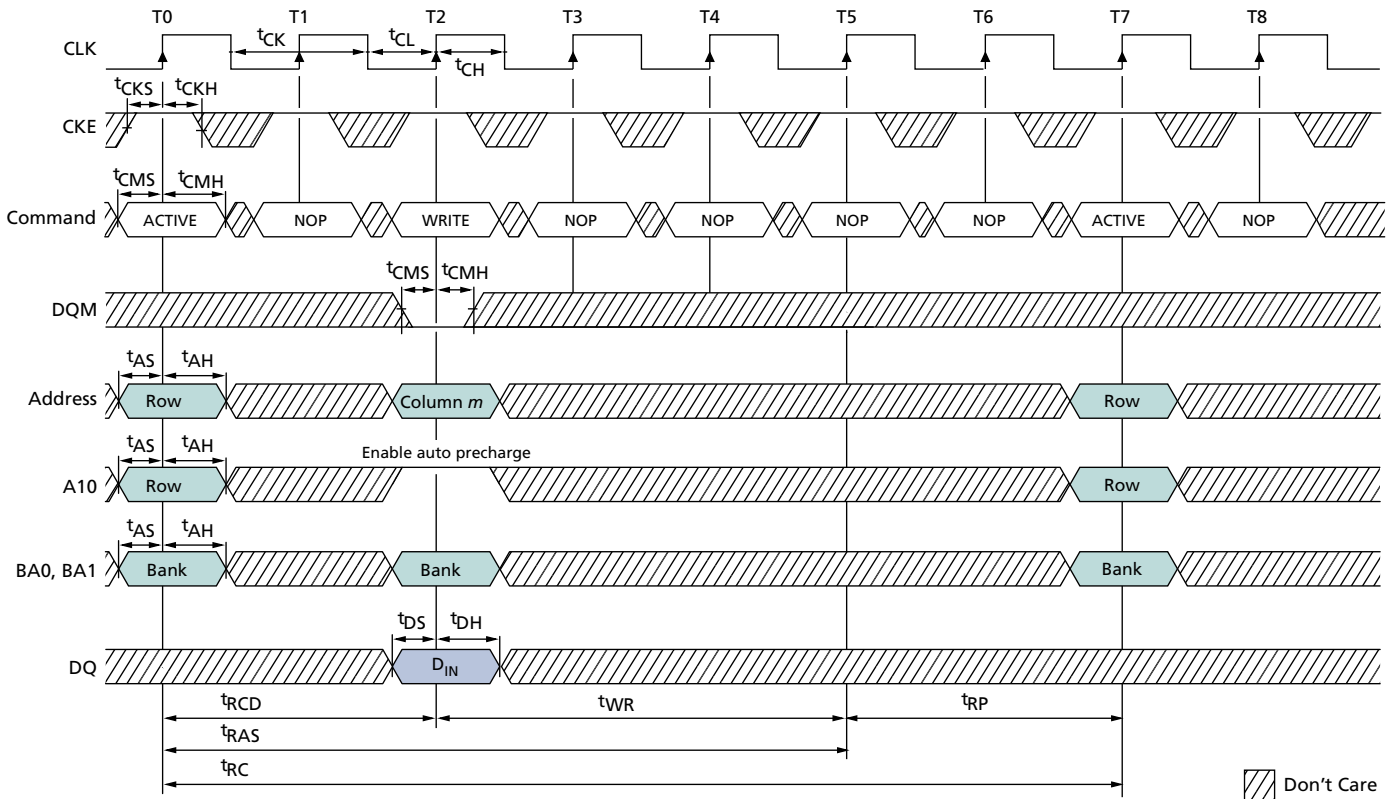 T0 T1 T2 T3 T4 T5 T6 T7 T8
CLK
tCK tCL
tCH
tCKS tCKH
CKE
tCMS tCMH
Command ACTIVE NOP WRITE NOP NOP NOP NOP ACTIVE NOP
tCMS tCMH
DQM
tAS tAH
Address Row Column m Row
tAS tAH
Enable auto precharge
A10 Row Row
tAS tAH
BA0, BA1 Bank Bank Bank
tDS tDH
DQ DIN
tRCD tWR tRP
tRAS
tRC
Don't Care